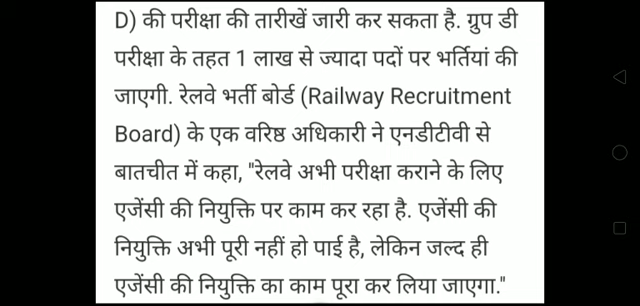 D) की परीक्षा की तारीखें जारी कर सकता है. ग्रुप डी
परीक्षा के तहत 1 लाख से ज्यादा पदों पर भर्तियां की
जाएगी. रेलवे भर्ती बोर्ड (Railway Recruitment
Board) के एक वरिष्ठ अधिकारी ने एनडीटीवी से
बातचीत में कहा, "रेलवे अभी परीक्षा कराने के लिए
एजेंसी की नियुक्ति पर काम कर रहा है. एजेंसी की
नियुक्ति अभी पूरी नहीं हो पाई है, लेकिन जल्द ही
एजेंसी की नियुक्ति का काम पूरा कर लिया जाएगा."